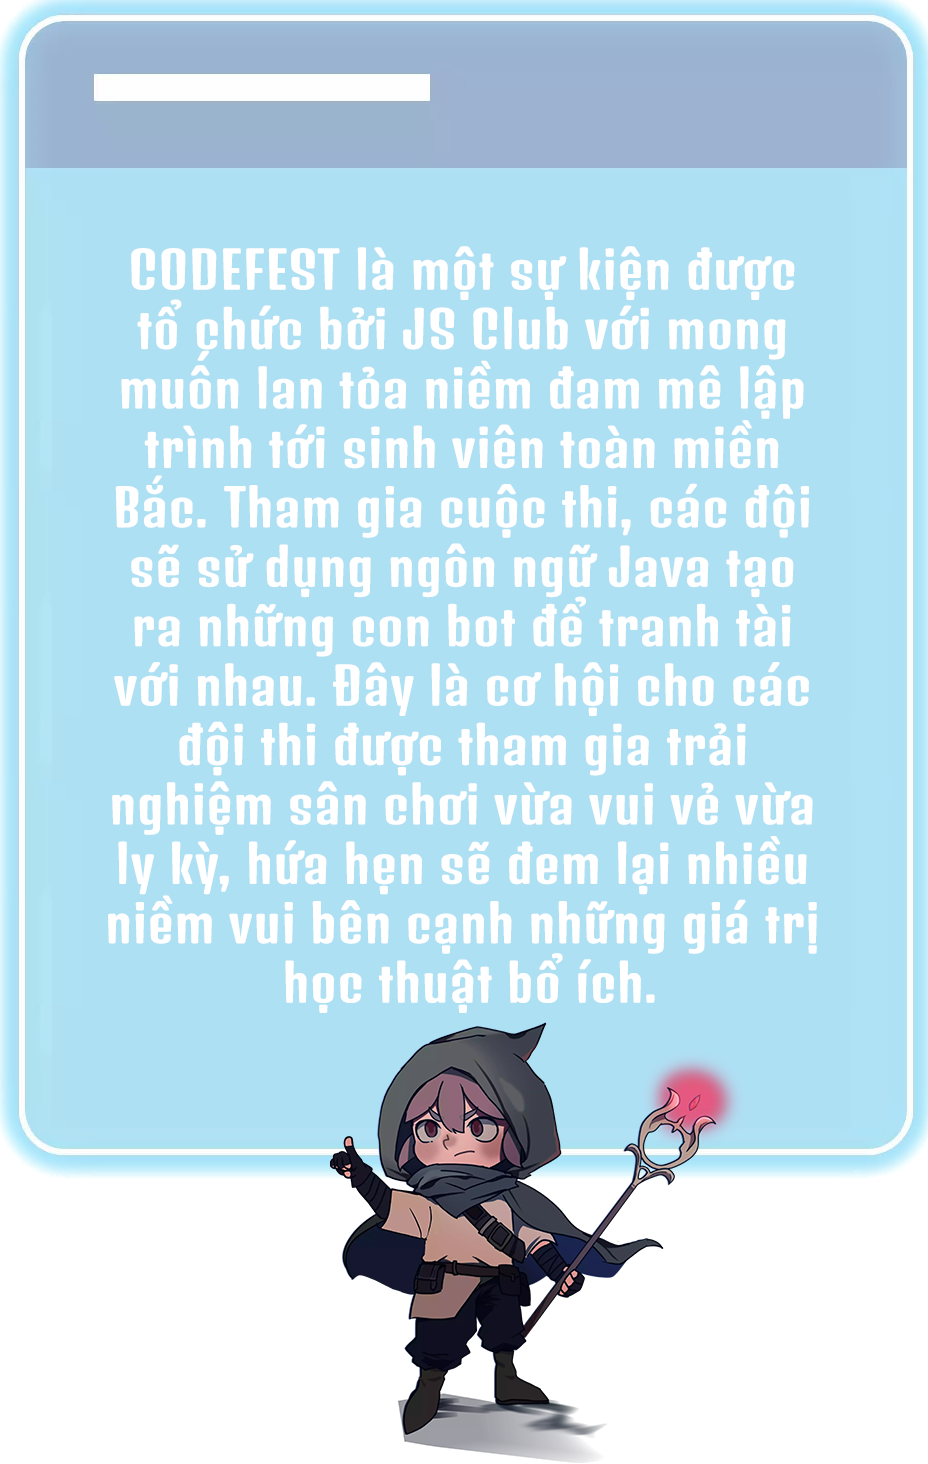 CODEFEST là một sự kiện được
tổ chức bởi JS Club với mong
muốn lan tỏa niềm đam mê lập
trình tới sinh viên toàn miền
Bắc. Tham gia cuộc thi, các đội
sẽ sử dụng ngôn ngữ Java tạo
ra những con bot để tranh tài
với nhau. Đây là cơ hội cho các
đội thi được tham gia trải
nghiệm sân chơi vừa vui vẻ vừa
ly kỳ, hứa hẹn sẽ đem lại nhiều
niềm vui bên cạnh những giá trị
học thuật bổ ích.